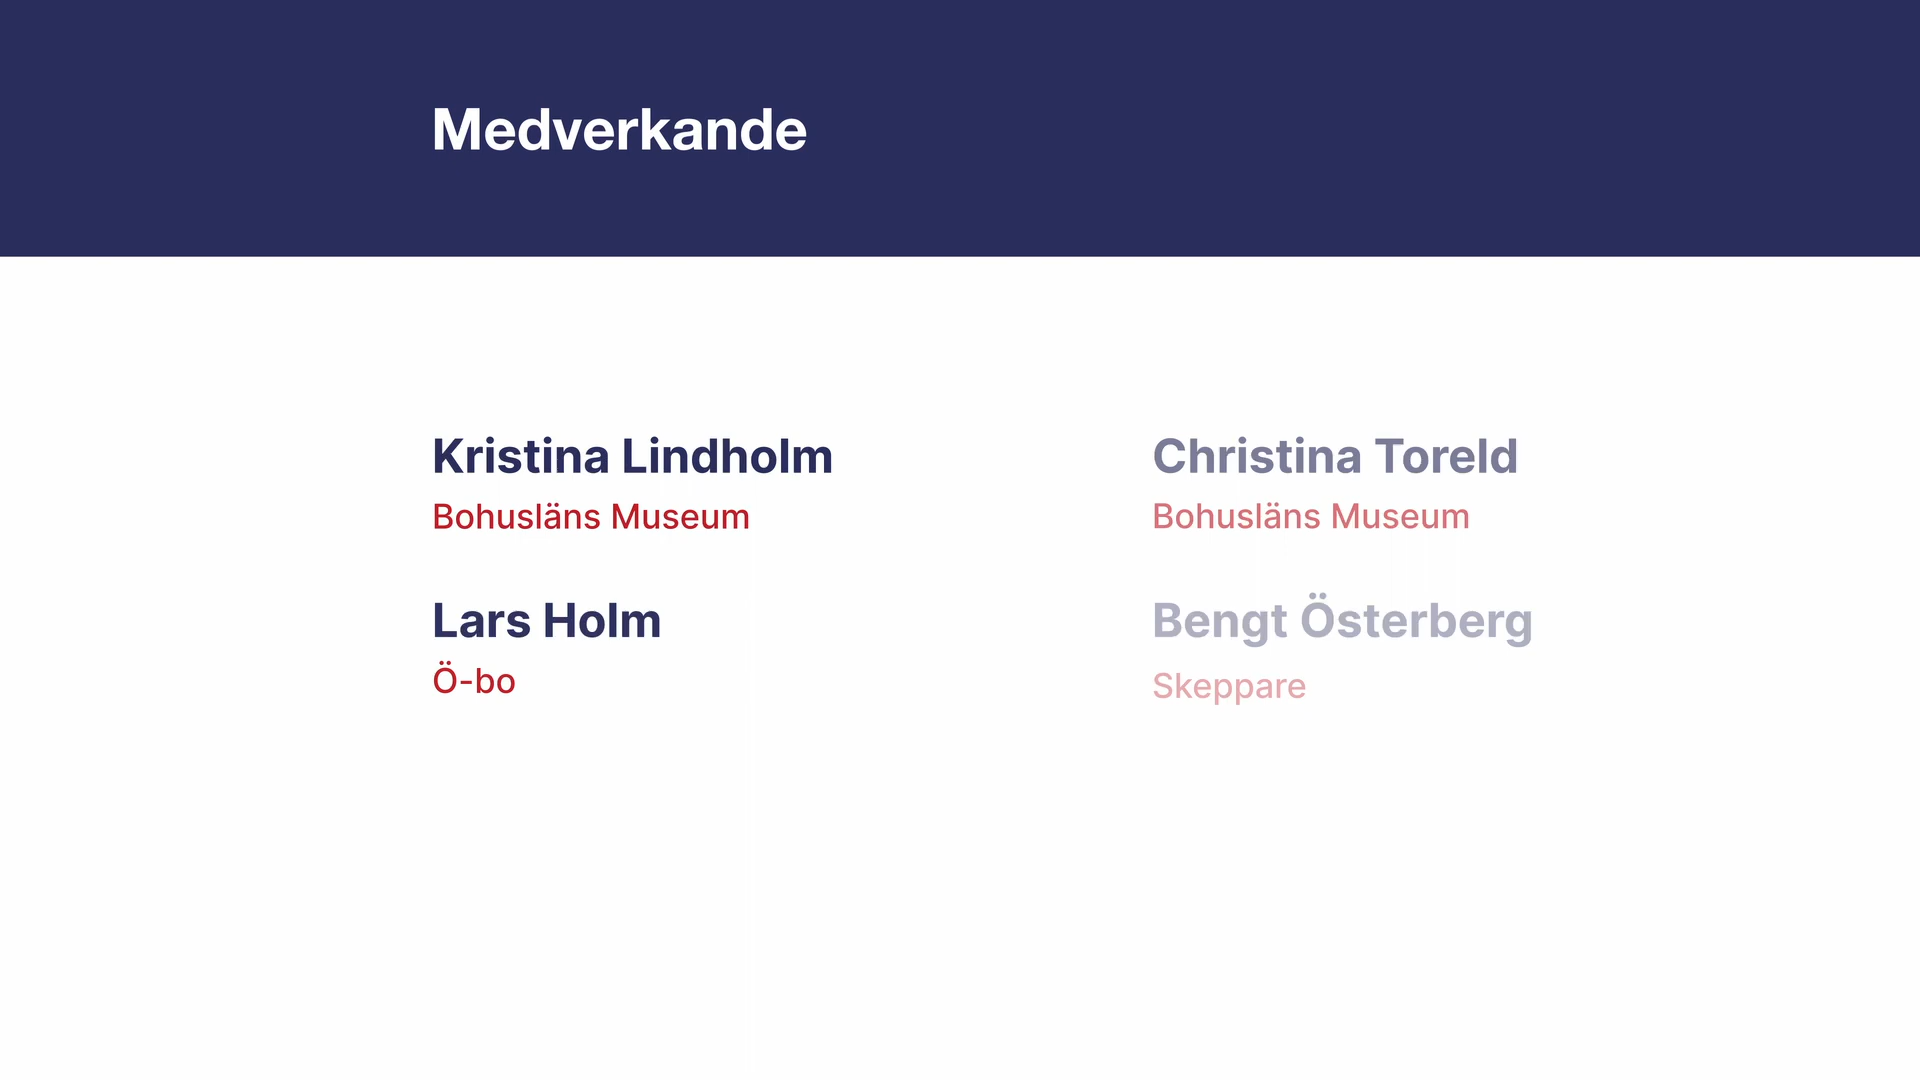 Medverkande
Kristina Lindholm
Bohusläns Museum
Lars Holm
Ö-bo
Christina Toreld
Bohusläns Museum
Bengt Österberg
Skeppare